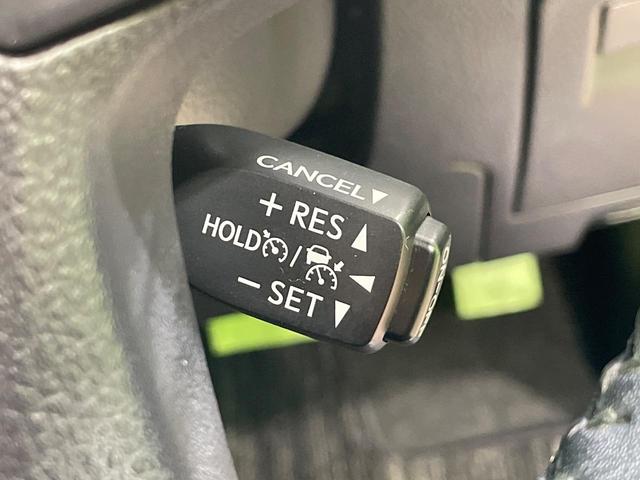 CANCEL▼
+ RES ▲
HOLD / ◀
− SET ▼